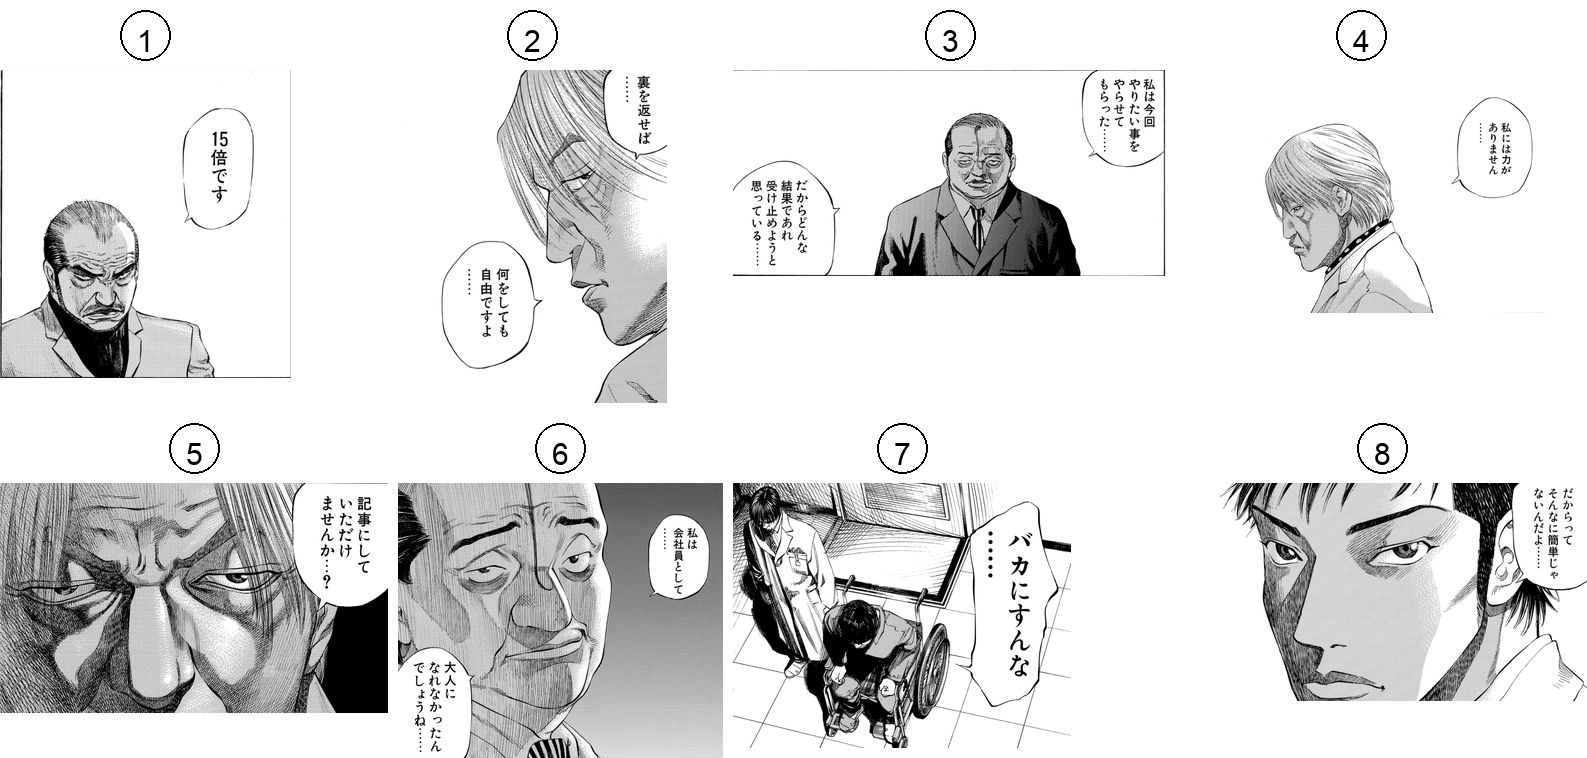 1
15倍です
2
裏を返せば
……
何をしても
自由ですよ
……
3
私は今回
やりたい事を
やらせて
もらった……
だからどんな
結果であれ
受け止めようと
思っている……
4
私には力が
ありません
……
5
記事にして
いただけ
ませんか…?
6
私は
会社員として
……
大人に
なれなかったん
でしょうね……
7
バカにすんな
……
8
だからって
そんなに簡単じゃ
ないんだよ……